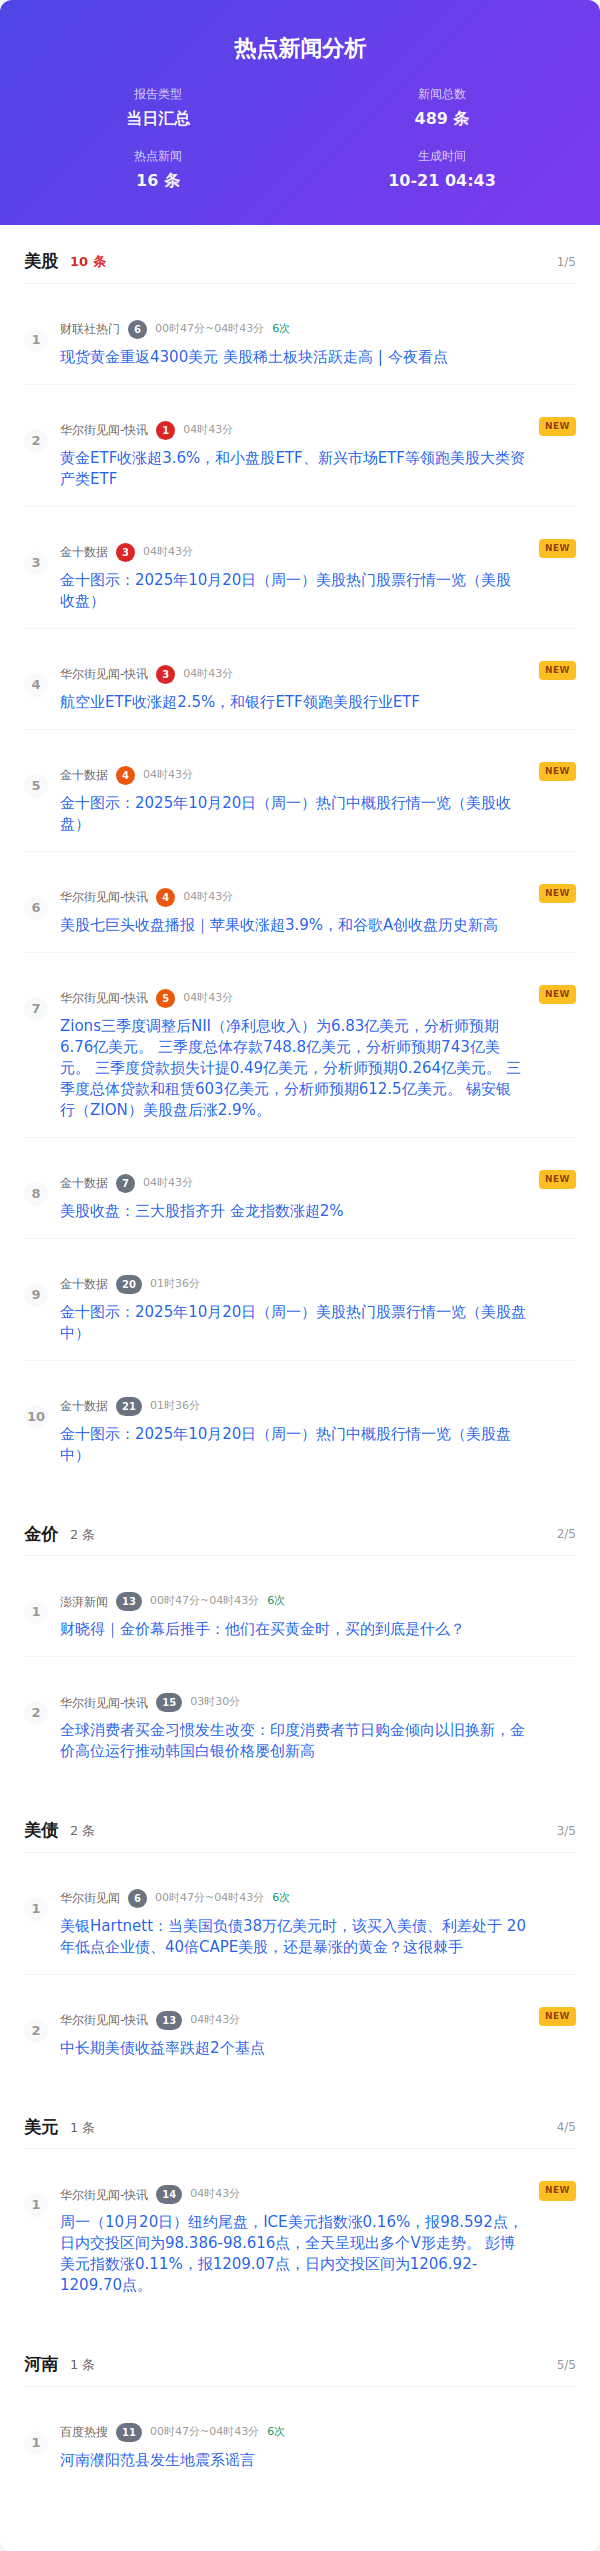 热点新闻分析
报告类型
新闻总数
当日汇总
489 条
热点新闻
生成时间
16 条
10-21 04:43
美股 10 条 1/5
1
财联社热门 6 00时47分~04时43分 6次
现货黄金重返4300美元 美股稀土板块活跃走高 | 今夜看点
2
华尔街见闻-快讯 1 04时43分 NEW
黄金ETF收涨超3.6%，和小盘股ETF、新兴市场ETF等领跑美股大类资
产类ETF
3
金十数据 3 04时43分 NEW
金十图示：2025年10月20日（周一）美股热门股票行情一览（美股
收盘）
4
华尔街见闻-快讯 3 04时43分 NEW
航空业ETF收涨超2.5%，和银行ETF领跑美股行业ETF
5
金十数据 4 04时43分 NEW
金十图示：2025年10月20日（周一）热门中概股行情一览（美股收
盘）
6
华尔街见闻-快讯 4 04时43分 NEW
美股七巨头收盘播报｜苹果收涨超3.9%，和谷歌A创收盘历史新高
7
华尔街见闻-快讯 5 04时43分 NEW
Zions三季度调整后NII（净利息收入）为6.83亿美元，分析师预期
6.76亿美元。 三季度总体存款748.8亿美元，分析师预期743亿美
元。 三季度贷款损失计提0.49亿美元，分析师预期0.264亿美元。 三
季度总体贷款和租赁603亿美元，分析师预期612.5亿美元。 锡安银
行（ZION）美股盘后涨2.9%。
8
金十数据 7 04时43分 NEW
美股收盘：三大股指齐升 金龙指数涨超2%
9
金十数据 20 01时36分
金十图示：2025年10月20日（周一）美股热门股票行情一览（美股盘
中）
10
金十数据 21 01时36分
金十图示：2025年10月20日（周一）热门中概股行情一览（美股盘
中）
金价 2 条 2/5
1
澎湃新闻 13 00时47分~04时43分 6次
财晓得｜金价幕后推手：他们在买黄金时，买的到底是什么？
2
华尔街见闻-快讯 15 03时30分
全球消费者买金习惯发生改变：印度消费者节日购金倾向以旧换新，金
价高位运行推动韩国白银价格屡创新高
美债 2 条 3/5
1
华尔街见闻 6 00时47分~04时43分 6次
美银Hartnett：当美国负债38万亿美元时，该买入美债、利差处于 20
年低点企业债、40倍CAPE美股，还是暴涨的黄金？这很棘手
2
华尔街见闻-快讯 13 04时43分 NEW
中长期美债收益率跌超2个基点
美元 1 条 4/5
1
华尔街见闻-快讯 14 04时43分 NEW
周一（10月20日）纽约尾盘，ICE美元指数涨0.16%，报98.592点，
日内交投区间为98.386-98.616点，全天呈现出多个V形走势。 彭博
美元指数涨0.11%，报1209.07点，日内交投区间为1206.92-
1209.70点。
河南 1 条 5/5
1
百度热搜 11 00时47分~04时43分 6次
河南濮阳范县发生地震系谣言